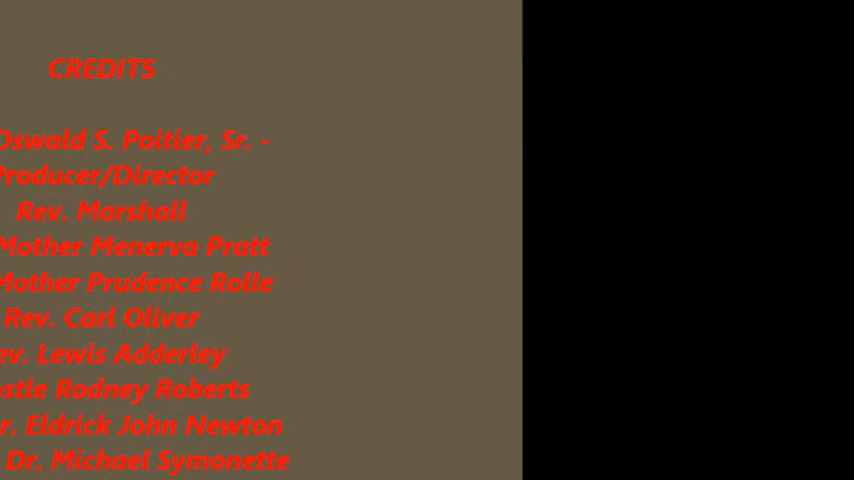 CREDITS
Oswald S. Poitier, Sr. -
Producer/Director
Rev. Marshall
Mother Menerva Pratt
Mother Prudence Rolle
Rev. Carl Oliver
ev. Lewis Adderley
ostle Rodney Roberts
r. Eldrick John Newton
Dr. Michael Symonette